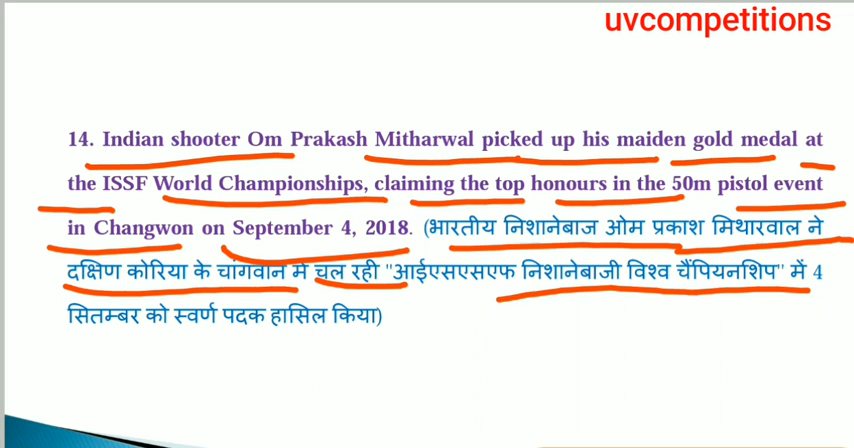 uvcompetitions
14. Indian shooter Om Prakash Mitharwal picked up his maiden gold medal at
the ISSF World Championships, claiming the top honours in the 50m pistol event
in Changwon on September 4, 2018. (भारतीय निशानेबाज ओम प्रकाश मिथारवाल ने
दक्षिण कोरिया के चांगवान में चल रही "आईएसएसएफ निशानेबाजी विश्व चैंपियनशिप" में 4
सितम्बर को स्वर्ण पदक हासिल किया)